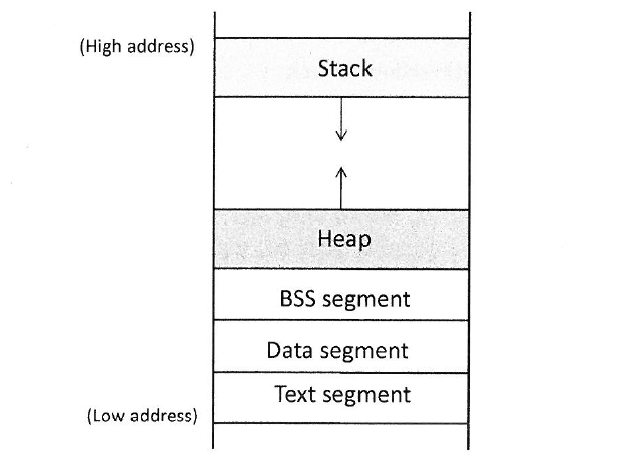 (High address)
Stack
Heap
BSS segment
Data segment
Text segment
(Low address)